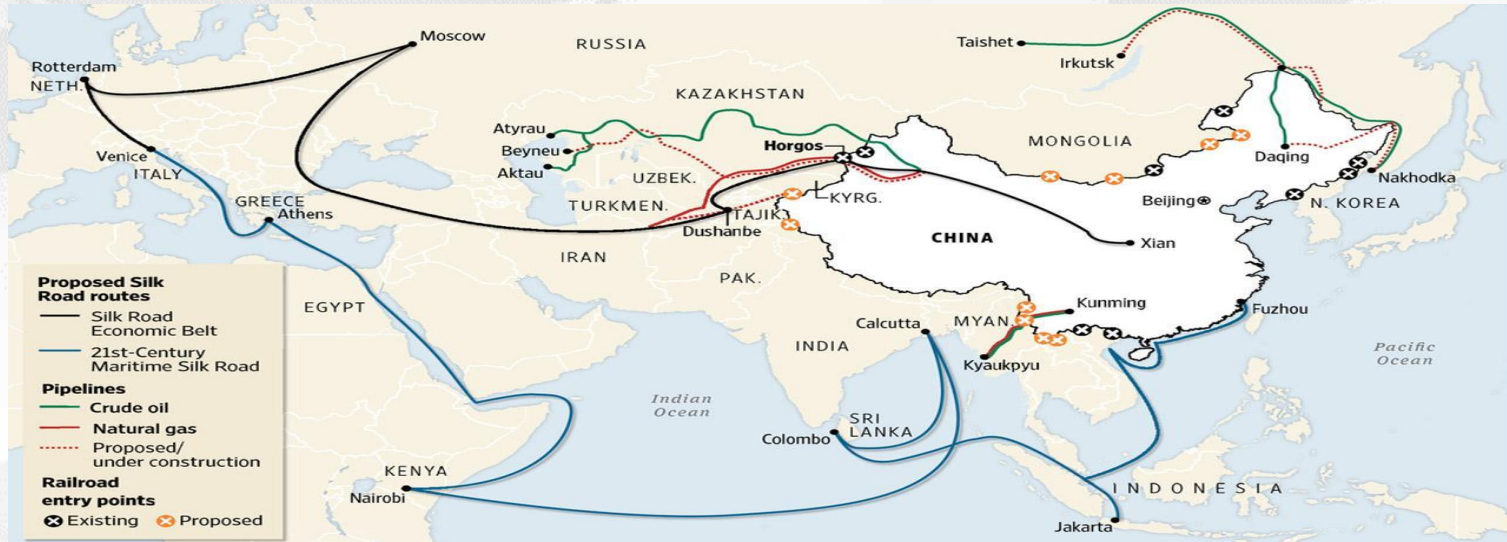 Moscow
RUSSIA
Taishet
Irkutsk
Rotterdam
NETH.
KAZAKHSTAN
Atyrau
Beyneu
Aktau
Horgos
MONGOLIA
Daqing
Venice
ITALY
UZBEK.
Nakhodka
GREECE
Athens
TURKMEN.
KYRG.
TAJIK.
Dushanbe
Beijing
N. KOREA
CHINA
Xian
IRAN
PAK.
EGYPT
Calcutta
MYAN.
Kunming
Fuzhou
INDIA
Kyaukpyu
Pacific
Ocean
Indian
Ocean
SRI
LANKA
Colombo
KENYA
Nairobi
INDONESIA
Jakarta
Proposed Silk
Road routes
Silk Road
Economic Belt
21st-Century
Maritime Silk Road
Pipelines
Crude oil
Natural gas
Proposed/
under construction
Railroad
entry points
Existing Proposed